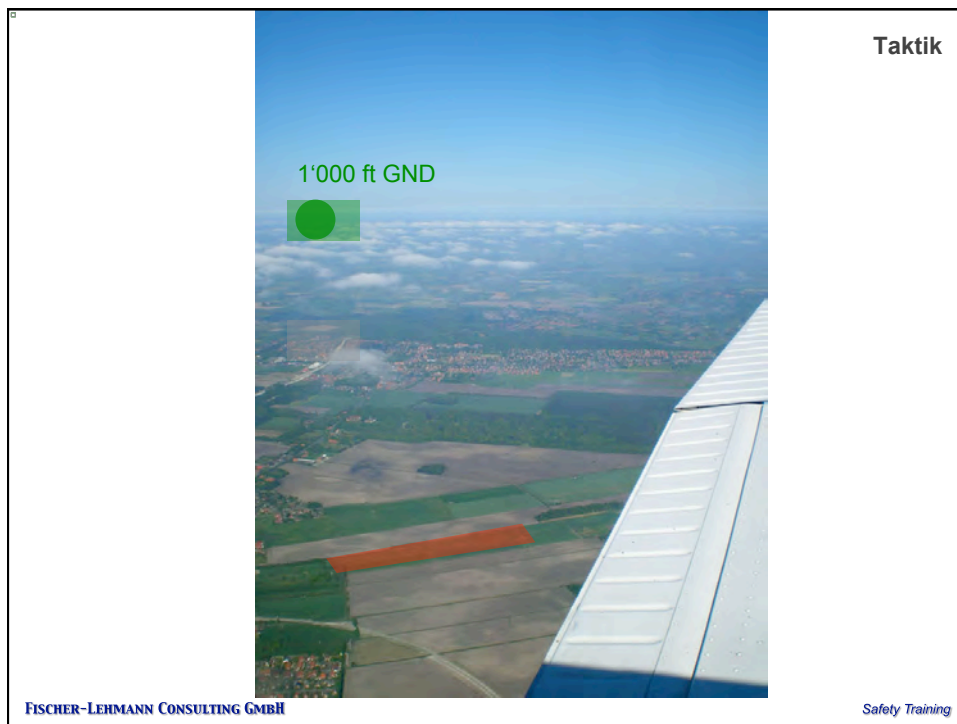 Taktik
1‘000 ft GND
Fischer-Lehmann Consulting GmbH
Safety Training